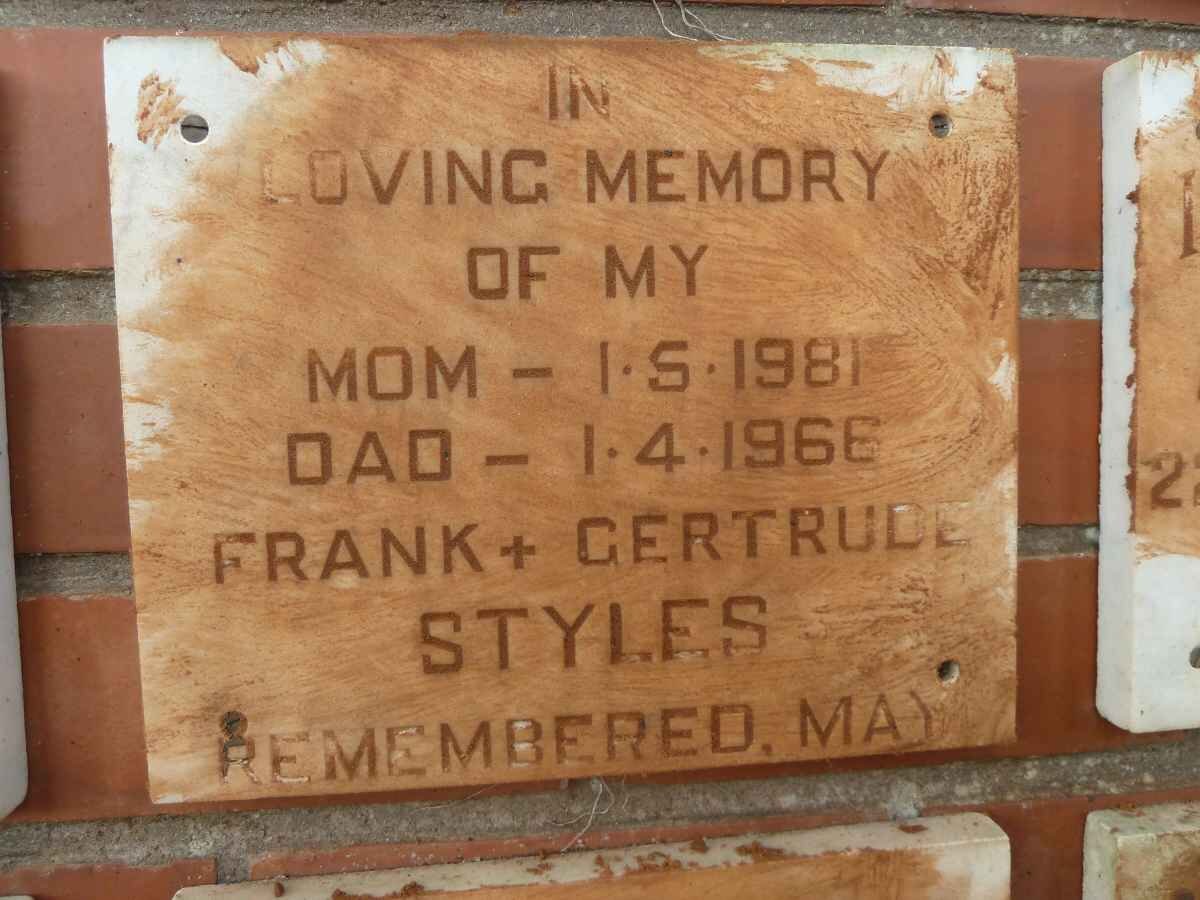 IN
LOVING MEMORY
OF MY
MOM – 1·5·1981
DAD – 1·4·1966
FRANK + GERTRUDE
STYLES
REMEMBERED, MAY